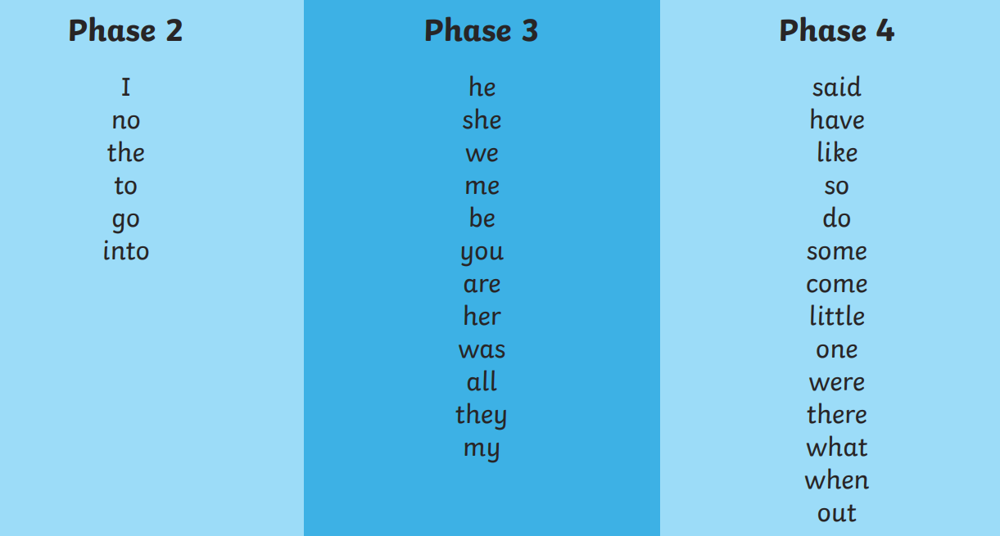 Phase 2
I
no
the
to
go
into
Phase 3
he
she
we
me
be
you
are
her
was
all
they
my
Phase 4
said
have
like
so
do
some
come
little
one
were
there
what
when
out